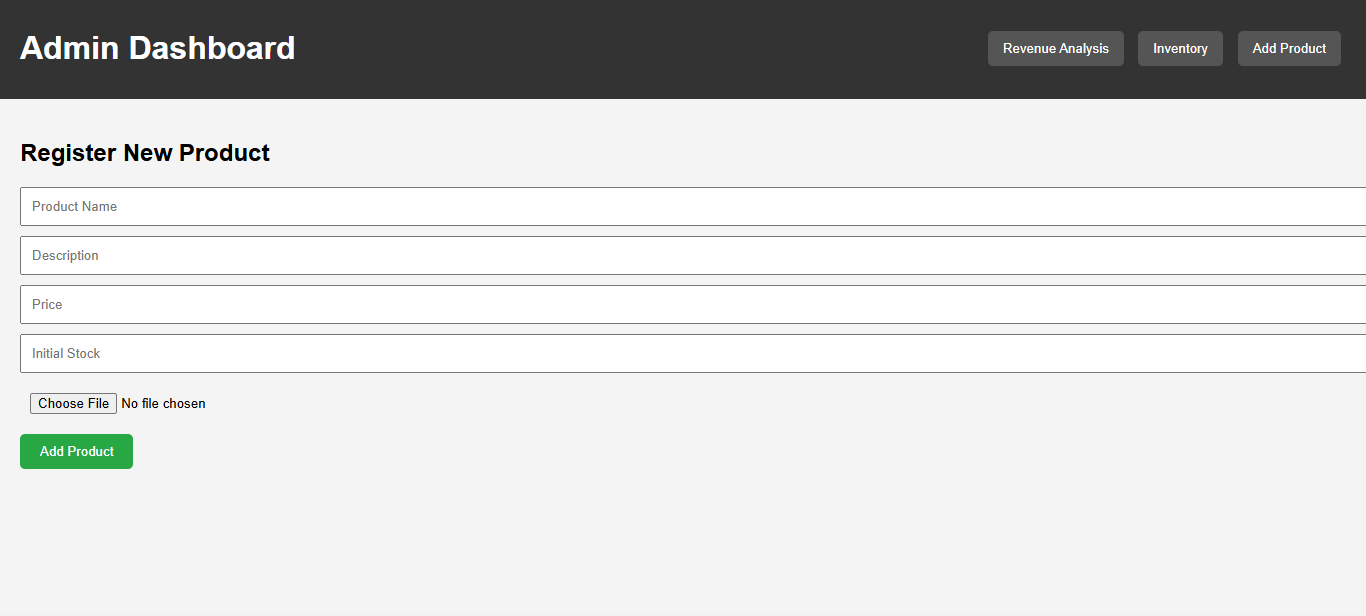 Admin Dashboard
Revenue Analysis
Inventory
Add Product
Register New Product
Product Name
Description
Price
Initial Stock
Choose File No file chosen
Add Product